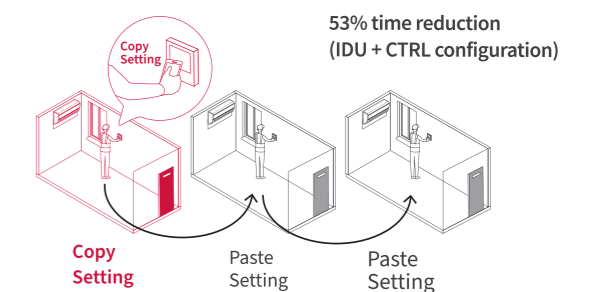 53% time reduction
(IDU + CTRL configuration)
Copy
Setting
Copy
Setting
Paste
Setting
Paste
Setting